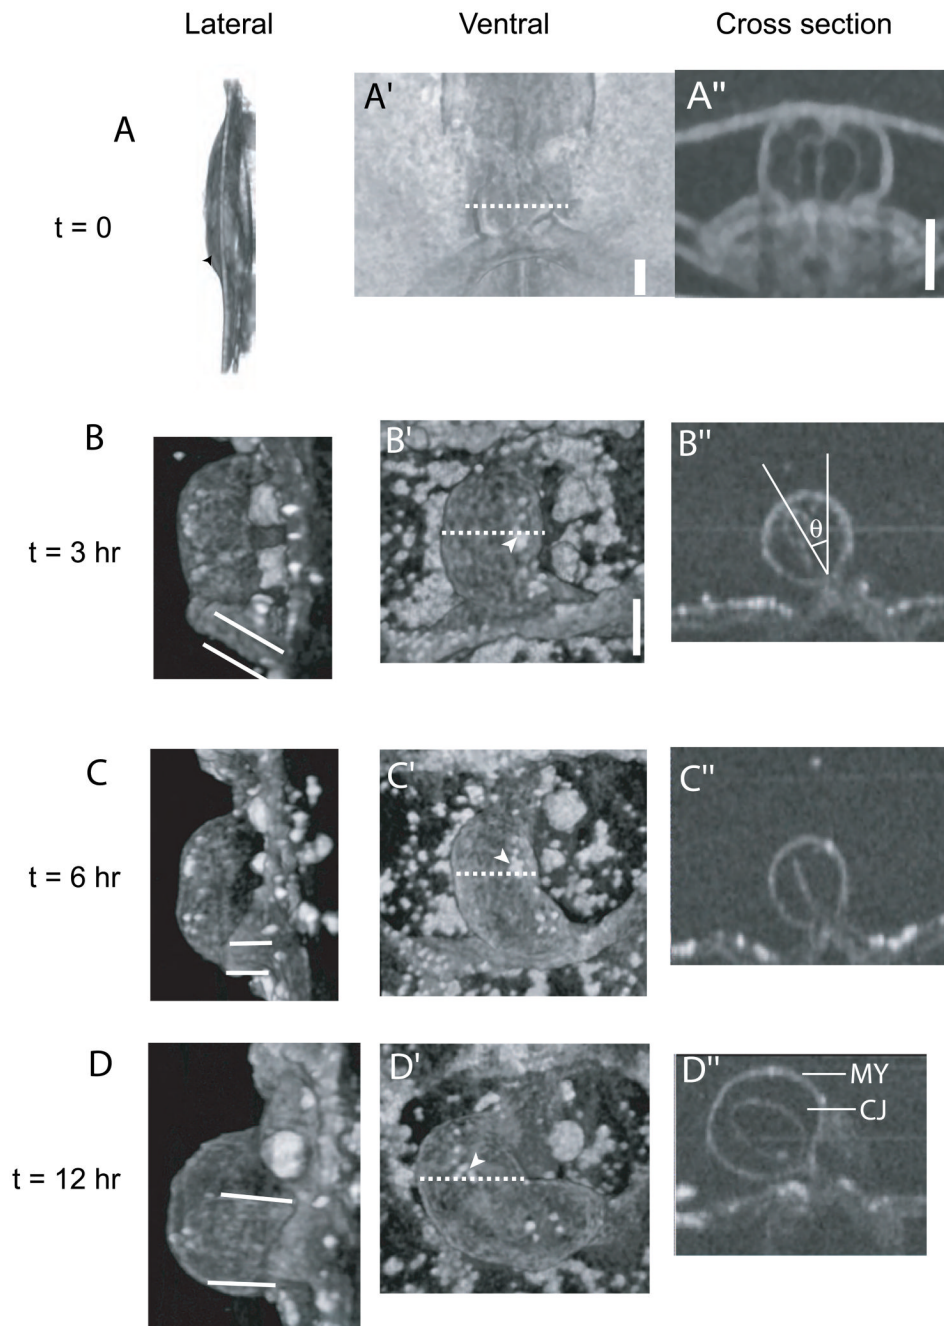 Lateral Ventral Cross section
A A' A"
t = 0
B B' B"
θ
t = 3 hr
C C' C"
t = 6 hr
D D' D"
MY
CJ
t = 12 hr